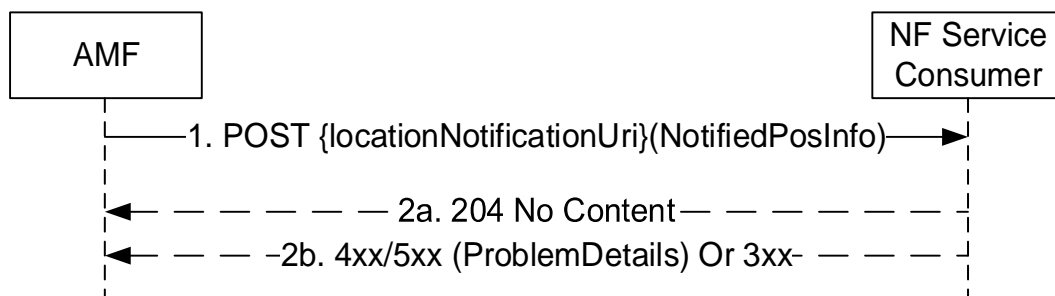 AMF
NF Service
Consumer
1. POST {locationNotificationUri}(NotifiedPosInfo)
2a. 204 No Content
2b. 4xx/5xx (ProblemDetails) Or 3xx